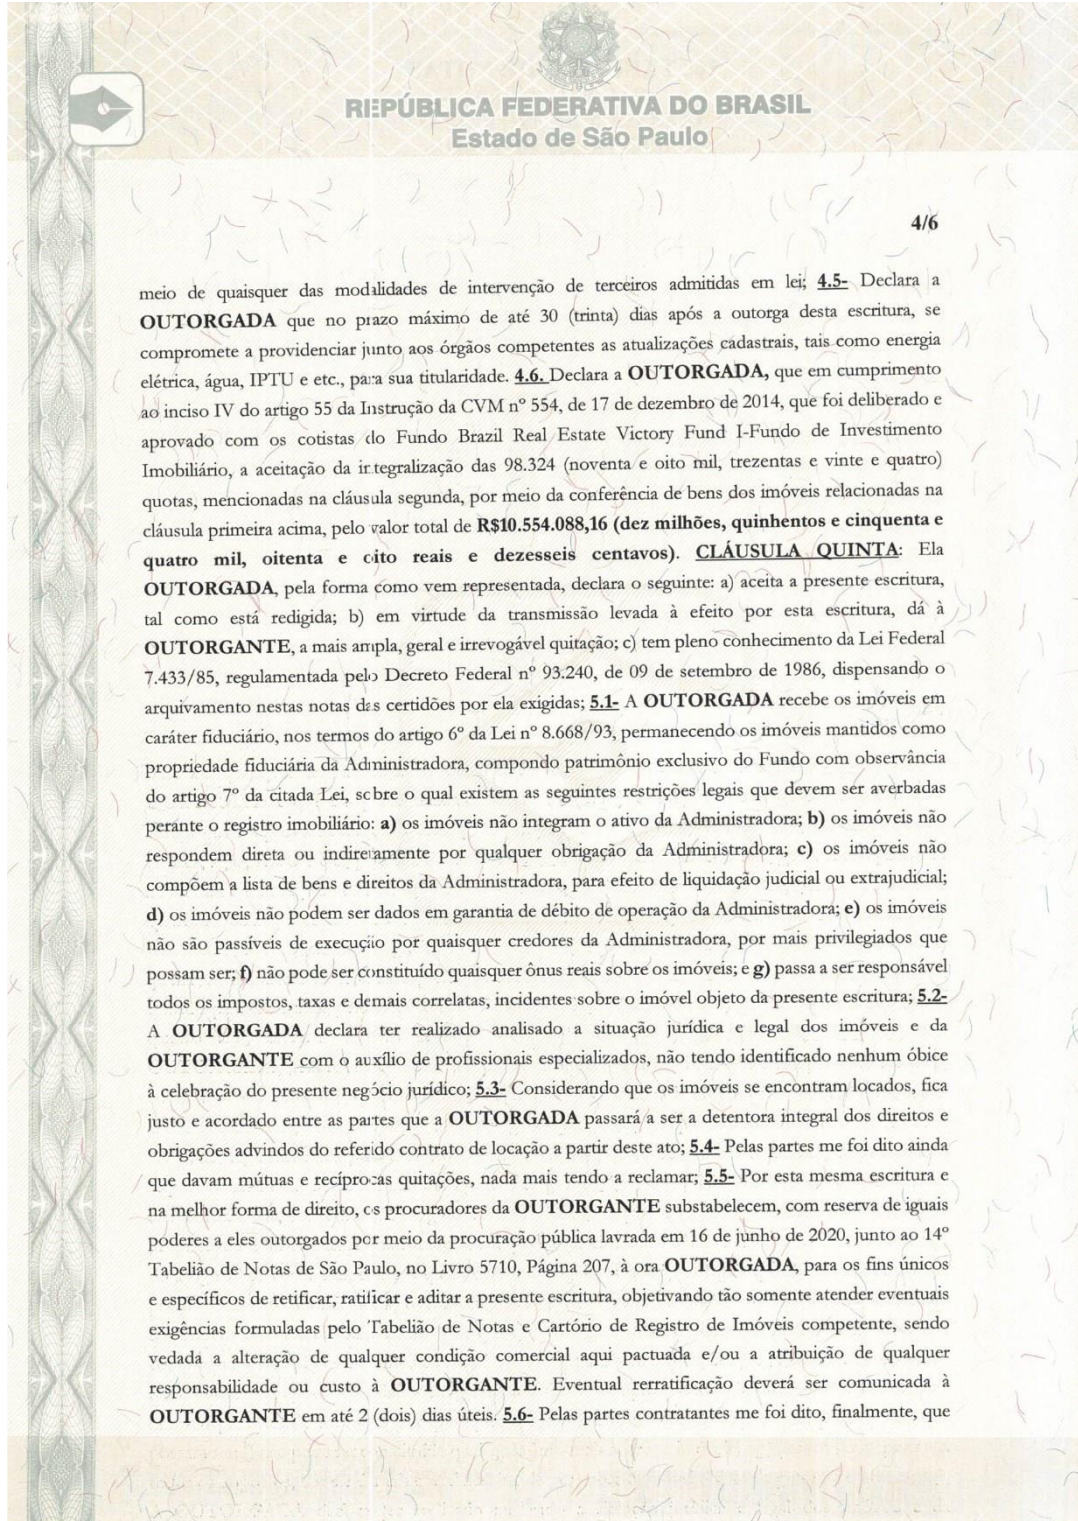 REPÚBLICA FEDERATIVA DO BRASIL
Estado de São Paulo
4/6
meio de quaisquer das modalidades de intervenção de terceiros admitidas em lei; 4.5- Declara a
OUTORGADA que no prazo máximo de até 30 (trinta) dias após a outorga desta escritura, se
compromete a providenciar junto aos órgãos competentes as atualizações cadastrais, tais como energia
elétrica, água, IPTU e etc., para sua titularidade. 4.6. Declara a OUTORGADA, que em cumprimento
ao inciso IV do artigo 55 da Instrução da CVM nº 554, de 17 de dezembro de 2014, que foi deliberado e
aprovado com os cotistas do Fundo Brazil Real Estate Victory Fund I-Fundo de Investimento
Imobiliário, a aceitação da integralização das 98.324 (noventa e oito mil, trezentas e vinte e quatro)
quotas, mencionadas na cláusula segunda, por meio da conferência de bens dos imóveis relacionadas na
cláusula primeira acima, pelo valor total de R$10.554.088,16 (dez milhões, quinhentos e cinquenta e
quatro mil, oitenta e oito reais e dezesseis centavos). CLÁUSULA QUINTA: Ela
OUTORGADA, pela forma como vem representada, declara o seguinte: a) aceita a presente escritura,
tal como está redigida; b) em virtude da transmissão levada à efeito por esta escritura, dá à
OUTORGANTE, a mais ampla, geral e irrevogável quitação; c) tem pleno conhecimento da Lei Federal
7.433/85, regulamentada pelo Decreto Federal nº 93.240, de 09 de setembro de 1986, dispensando o
arquivamento nestas notas das certidões por ela exigidas; 5.1- A OUTORGADA recebe os imóveis em
caráter fiduciário, nos termos do artigo 6º da Lei nº 8.668/93, permanecendo os imóveis mantidos como
propriedade fiduciária da Administradora, compondo patrimônio exclusivo do Fundo com observância
do artigo 7º da citada Lei, sobre o qual existem as seguintes restrições legais que devem ser averbadas
perante o registro imobiliário: a) os imóveis não integram o ativo da Administradora; b) os imóveis não
respondem direta ou indiretamente por qualquer obrigação da Administradora; c) os imóveis não
compõem a lista de bens e direitos da Administradora, para efeito de liquidação judicial ou extrajudicial;
d) os imóveis não podem ser dados em garantia de débito de operação da Administradora; e) os imóveis
não são passíveis de execução por quaisquer credores da Administradora, por mais privilegiados que
possam ser; f) não pode ser constituído quaisquer ônus reais sobre os imóveis; e g) passa a ser responsável
todos os impostos, taxas e demais correlatas, incidentes sobre o imóvel objeto da presente escritura; 5.2-
A OUTORGADA declara ter realizado analisado a situação jurídica e legal dos imóveis e da
OUTORGANTE com o auxílio de profissionais especializados, não tendo identificado nenhum óbice
à celebração do presente negócio jurídico; 5.3- Considerando que os imóveis se encontram locados, fica
justo e acordado entre as partes que a OUTORGADA passará a ser a detentora integral dos direitos e
obrigações advindos do referido contrato de locação a partir deste ato; 5.4- Pelas partes me foi dito ainda
que davam mútuas e recíprocas quitações, nada mais tendo a reclamar; 5.5- Por esta mesma escritura e
na melhor forma de direito, os procuradores da OUTORGANTE substabelecem, com reserva de iguais
poderes a eles outorgados por meio da procuração pública lavrada em 16 de junho de 2020, junto ao 14º
Tabelião de Notas de São Paulo, no Livro 5710, Página 207, à ora OUTORGADA, para os fins únicos
e específicos de retificar, ratificar e aditar a presente escritura, objetivando tão somente atender eventuais
exigências formuladas pelo Tabelião de Notas e Cartório de Registro de Imóveis competente, sendo
vedada a alteração de qualquer condição comercial aqui pactuada e/ou a atribuição de qualquer
responsabilidade ou custo à OUTORGANTE. Eventual rerratificação deverá ser comunicada à
OUTORGANTE em até 2 (dois) dias úteis. 5.6- Pelas partes contratantes me foi dito, finalmente, que